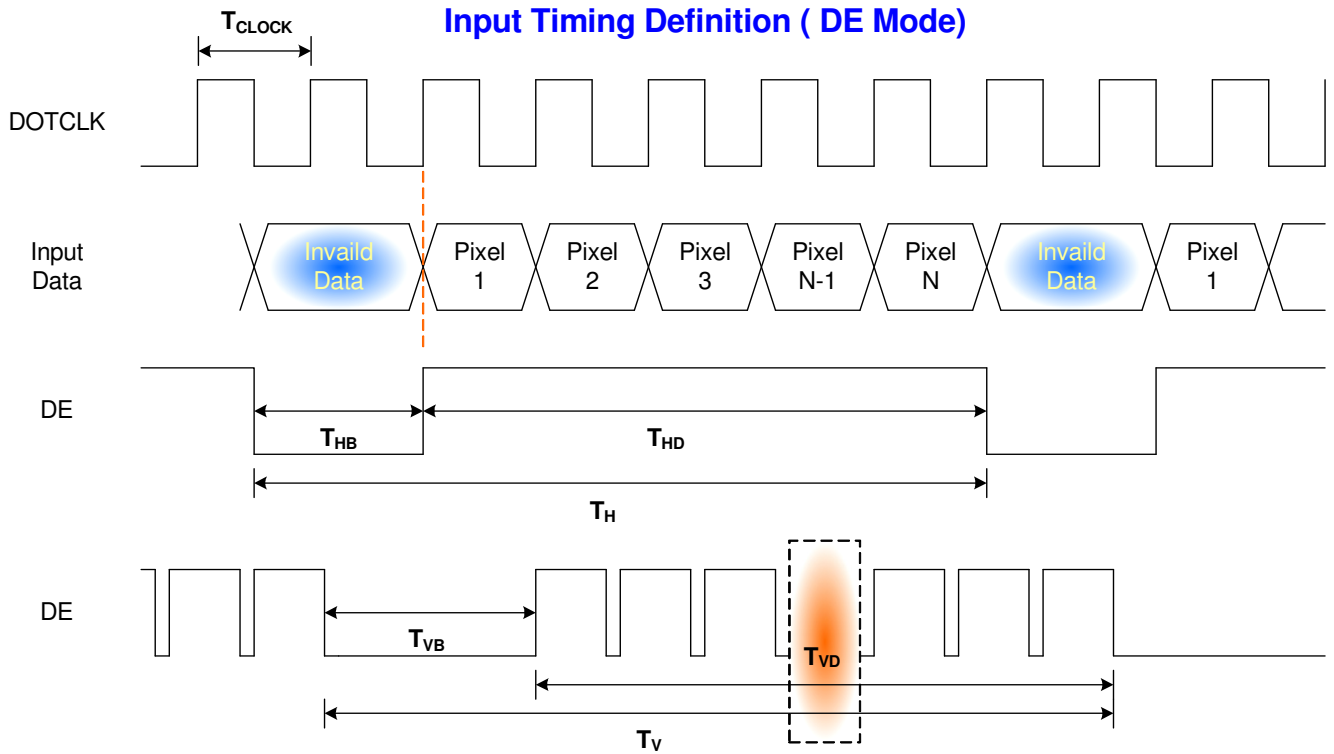 Input Timing Definition ( DE Mode)
TCLOCK
DOTCLK
Input
Data
Invaild
Data
Pixel
1
Pixel
2
Pixel
3
Pixel
N-1
Pixel
N
Invaild
Data
Pixel
1
DE
THB
THD
TH
DE
TVB
TVD
TV